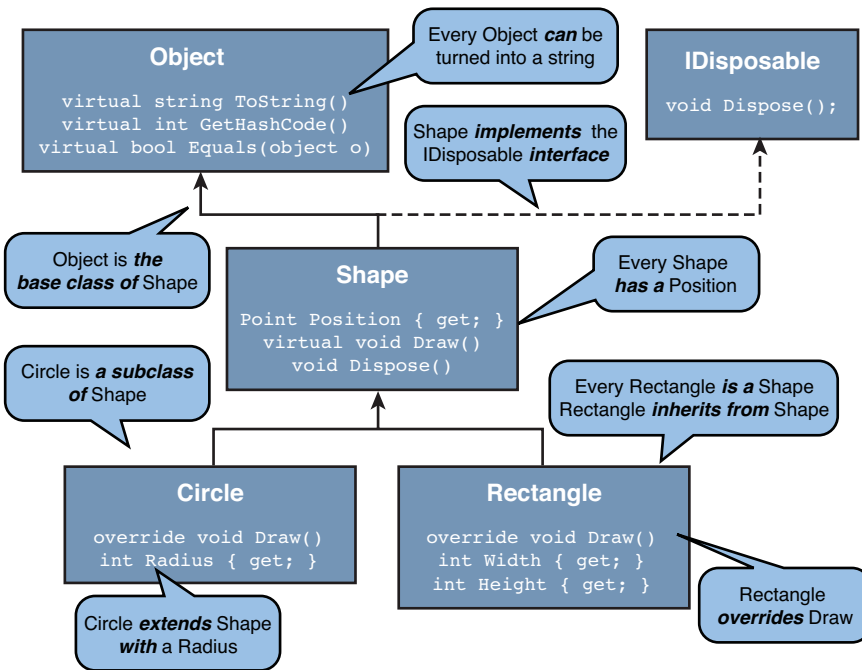 Object
virtual string ToString()
virtual int GetHashCode()
virtual bool Equals(object o)
Every Object can be
turned into a string
IDisposable
void Dispose();
Shape implements the
IDisposable interface
Object is the
base class of Shape
Shape
Point Position { get; }
virtual void Draw()
void Dispose()
Every Shape
has a Position
Circle is a subclass
of Shape
Every Rectangle is a Shape
Rectangle inherits from Shape
Circle
override void Draw()
int Radius { get; }
Rectangle
override void Draw()
int Width { get; }
int Height { get; }
Circle extends Shape
with a Radius
Rectangle
overrides Draw